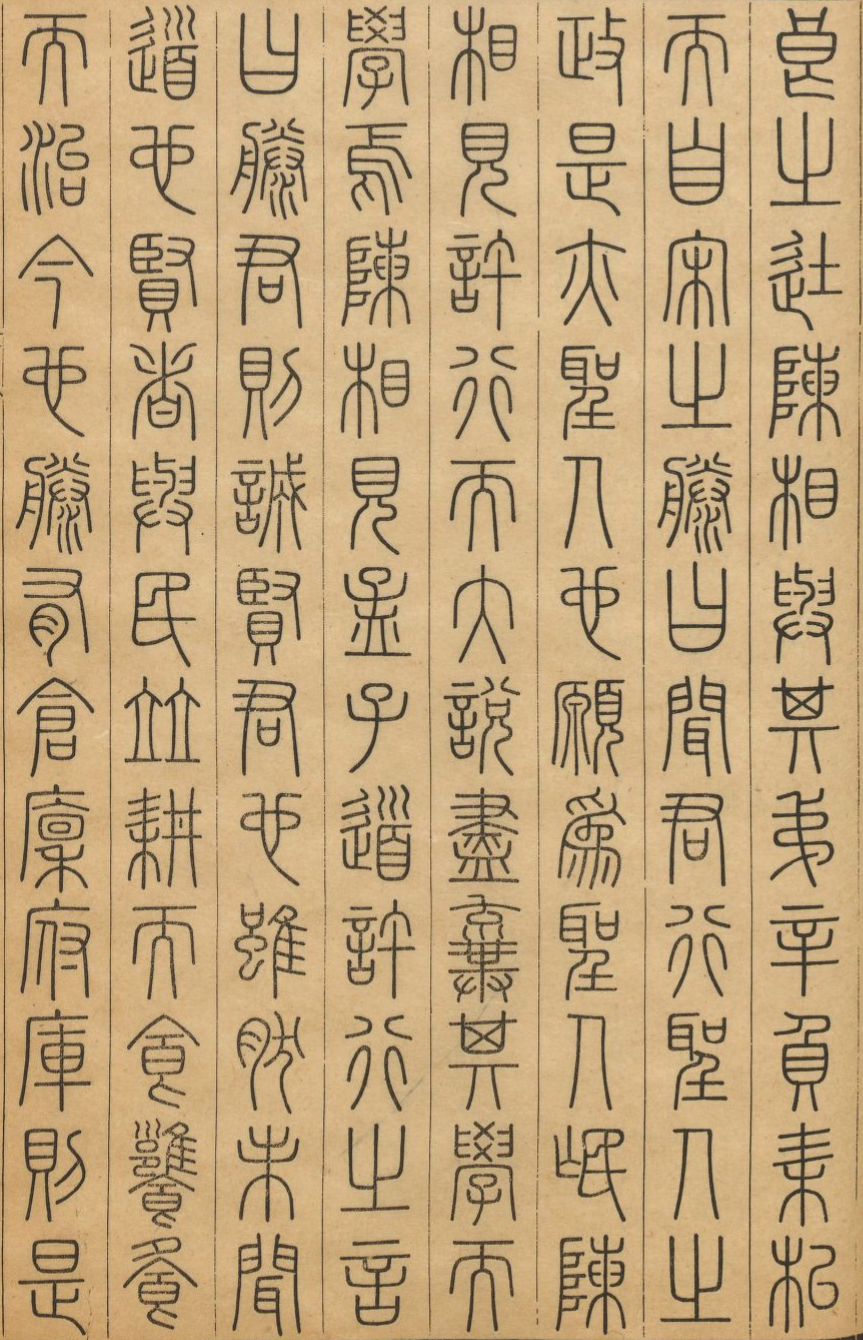 良之徒陳相與其弟辛負耒耜
而自宋之滕曰聞君行聖人之
政是亦聖人也願為聖人氓陳
相見許行而大說盡棄其學而
學焉陳相見孟子道許行之言
曰滕君則誠賢君也雖然未聞
道也賢者與民並耕而食饔飧
而治今也滕有倉廩府庫則是